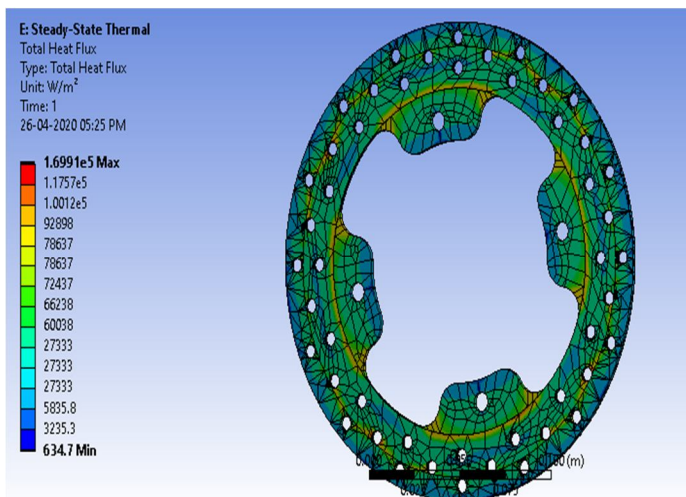 E: Steady-State Thermal
Total Heat Flux
Type: Total Heat Flux
Unit: W/m²
Time: 1
26-04-2020 05:25 PM
1.6991e5 Max
1.1757e5
1.0012e5
92898
78637
78637
72437
66238
60038
27333
27333
27333
5835.8
3235.3
634.7 Min
(m)